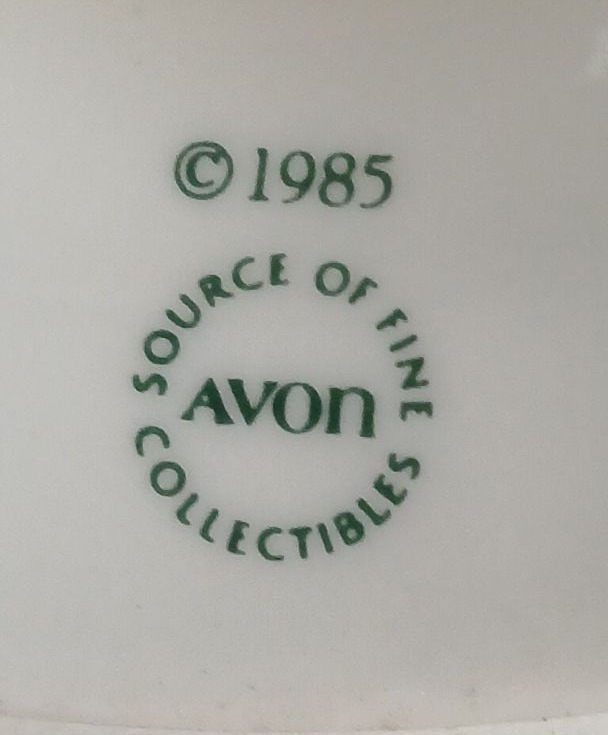 ©1985
SOURCE OF FINE
AVON
COLLECTIBLES